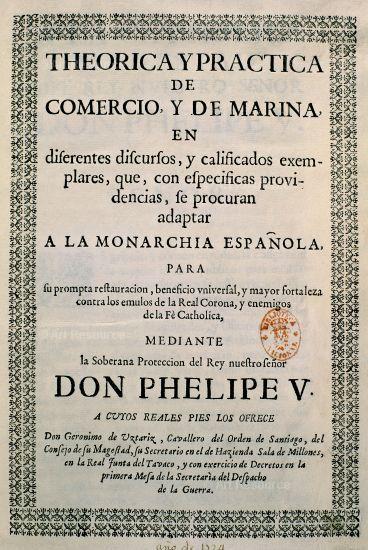 THEORICA Y PRACTICA
DE
COMERCIO, Y DE MARINA,
EN
diferentes discursos, y calificados exem-
plares, que, con especificas provi-
dencias, se procuran
adaptar
A LA MONARCHIA ESPAÑOLA,
PARA
su prompta restauracion, beneficio vniversal, y mayor fortaleza
contra los emulos de la Real Corona, y enemigos
de la Fè Catholica,
MEDIANTE
la Soberana Proteccion del Rey nuestro señor
DON PHELIPE V.
A CUYOS REALES PIES LOS OFRECE
Don Geronimo de Uztariz, Cavallero del Orden de Santiago, del
Consejo de su Magestad, su Secretario en el de Hazienda Sala de Millones,
en la Real Junta del Tavaco, y con exercicio de Decretos en la
primera Mesa de la Secretaria del Despacho
de la Guerra.